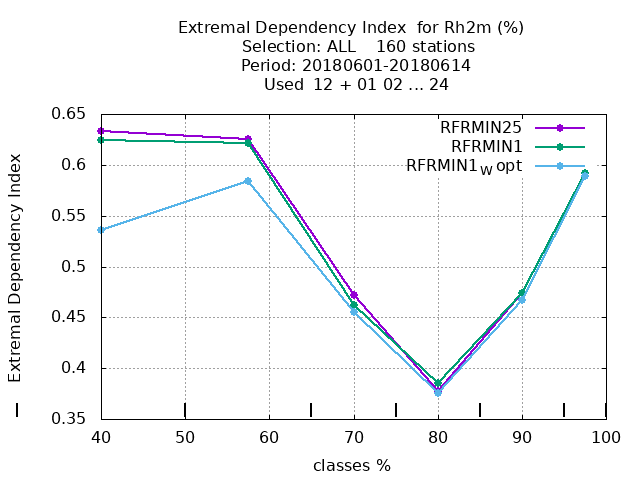 Extremal Dependency Index  for Rh2m (%)
Selection: ALL    160 stations
Period: 20180601-20180614
Used  12 + 01 02 ... 24
RFRMIN25
RFRMIN1
RFRMIN1w opt
Extremal Dependency Index
0.65
0.6
0.55
0.5
0.45
0.4
0.35
40
50
60
70
80
90
100
classes %